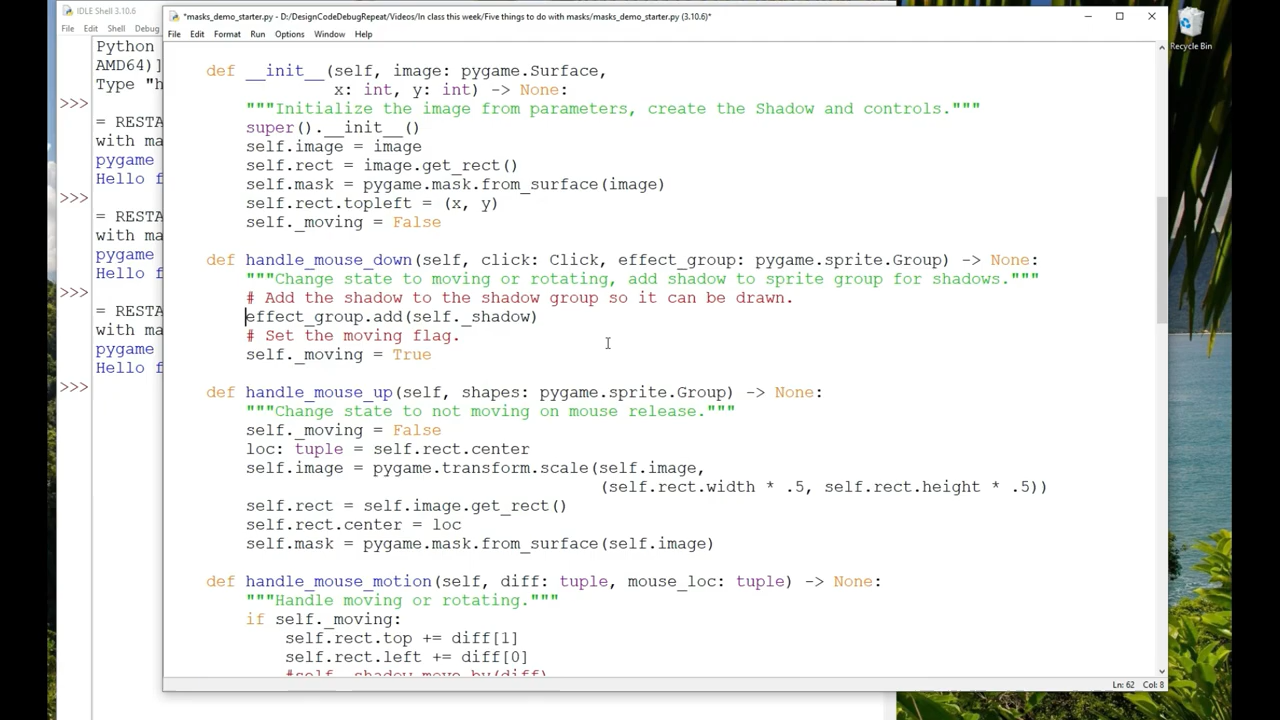 IDLE Shell 3.10.6
File Edit Shell Debug
Python
AMD64)]
Type "h
>>>
= RESTA
with ma
pygame
Hello f
>>>
= RESTA
with ma
pygame
Hello f
>>>
= RESTA
with ma
pygame
Hello f
>>>
*masks_demo_starter.py - D:/DesignCodeDebugRepeat/Videos/In class this week/Five things to do with masks/masks_demo_starter.py (3.10.6)*
File Edit Format Run Options Window Help
def __init__(self, image: pygame.Surface,
x: int, y: int) -> None:
"""Initialize the image from parameters, create the Shadow and controls."""
super().__init__()
self.image = image
self.rect = image.get_rect()
self.mask = pygame.mask.from_surface(image)
self.rect.topleft = (x, y)
self._moving = False
def handle_mouse_down(self, click: Click, effect_group: pygame.sprite.Group) -> None:
"""Change state to moving or rotating, add shadow to sprite group for shadows."""
# Add the shadow to the shadow group so it can be drawn.
effect_group.add(self._shadow)
# Set the moving flag.
self._moving = True
def handle_mouse_up(self, shapes: pygame.sprite.Group) -> None:
"""Change state to not moving on mouse release."""
self._moving = False
loc: tuple = self.rect.center
self.image = pygame.transform.scale(self.image,
(self.rect.width * .5, self.rect.height * .5))
self.rect = self.image.get_rect()
self.rect.center = loc
self.mask = pygame.mask.from_surface(self.image)
def handle_mouse_motion(self, diff: tuple, mouse_loc: tuple) -> None:
"""Handle moving or rotating."""
if self._moving:
self.rect.top += diff[1]
self.rect.left += diff[0]
#self._shadow.move_by(diff)
Ln: 62 Col: 8
Recycle Bin